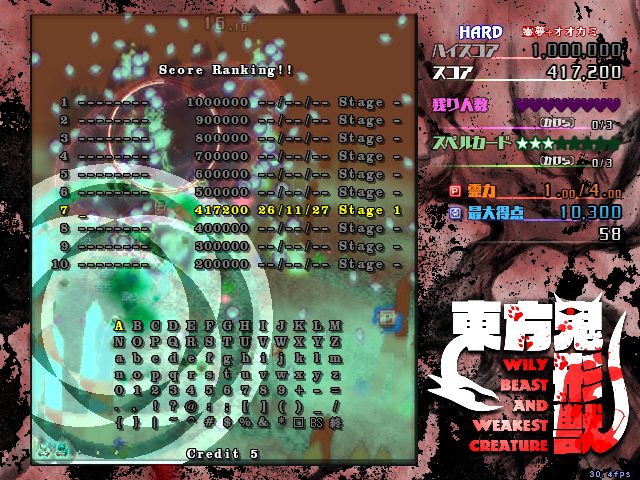 16.16
Score Ranking!!
1 -------- 1000000 --/--/-- Stage -
2 -------- 900000 --/--/-- Stage -
3 -------- 800000 --/--/-- Stage -
4 -------- 700000 --/--/-- Stage -
5 -------- 600000 --/--/-- Stage -
6 -------- 500000 --/--/-- Stage -
7 _ 417200 26/11/27 Stage 1
8 -------- 400000 --/--/-- Stage -
9 -------- 300000 --/--/-- Stage -
10 -------- 200000 --/--/-- Stage -
A B C D E F G H I J K L M
N O P Q R S T U V W X Y Z
a b c d e f g h i j k l m
n o p q r s t u v w x y z
0 1 2 3 4 5 6 7 8 9 + - =
. , ! ? @ : ; [ ] ( ) _ /
{ } | ~ ^ # $ % & * □ BS 終
Credit 5
HARD 霊夢+オオカミ
ハイスコア 1,000,000
スコア 417,200
残り人数
(かけら) 0/3
スペルカード
(かけら) 0/3
P 霊力 1.00/4.00
最大得点 10,300
58
東方鬼形獣
WILY
BEAST
AND
WEAKEST
CREATURE
30.4fps